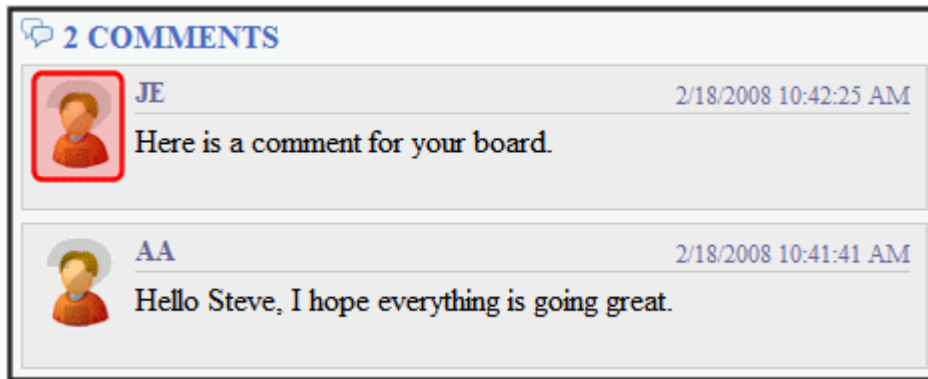 2 COMMENTS
JE 2/18/2008 10:42:25 AM
Here is a comment for your board.
AA 2/18/2008 10:41:41 AM
Hello Steve, I hope everything is going great.